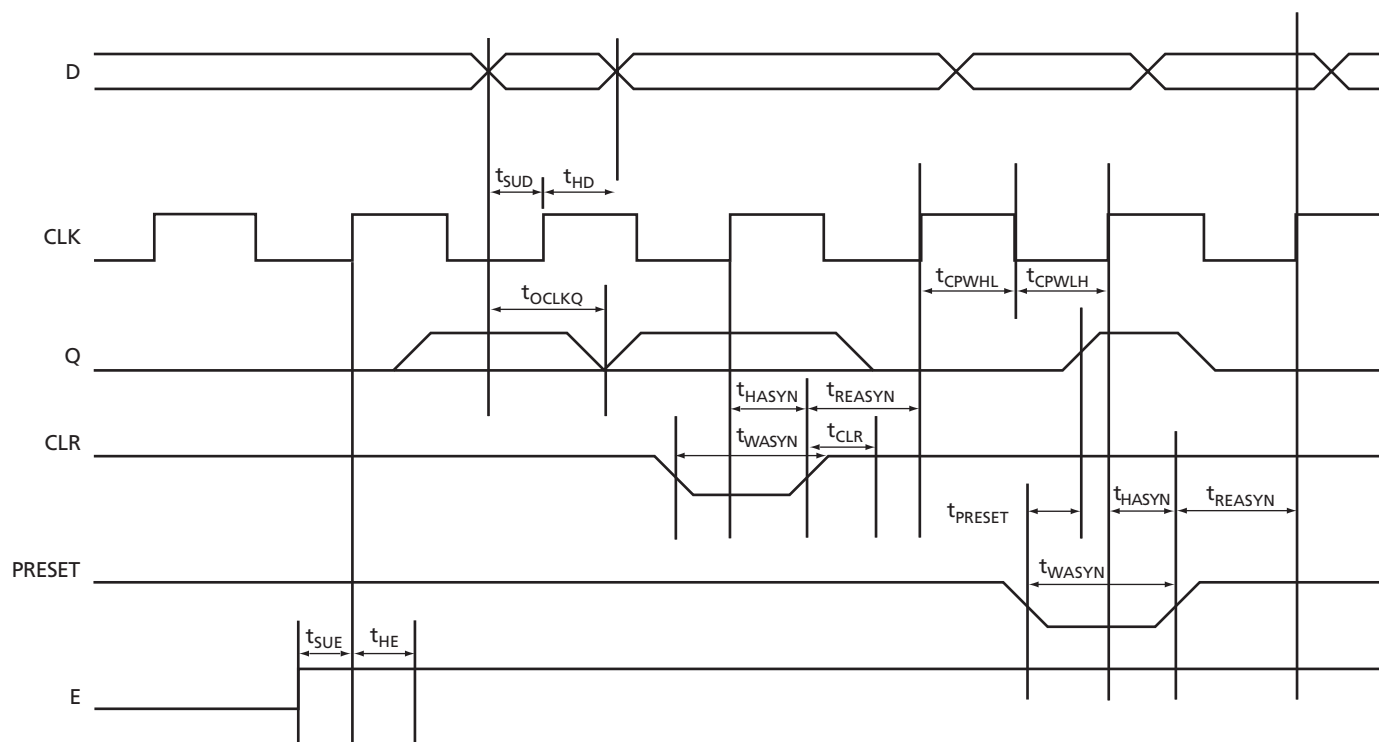 D
tSUD
tHD
CLK
tCPWHL
tCPWLH
tOCLKQ
Q
tHASYN
tREASYN
CLR
tWASYN
tCLR
tPRESET
tHASYN
tREASYN
PRESET
tWASYN
tSUE
tHE
E